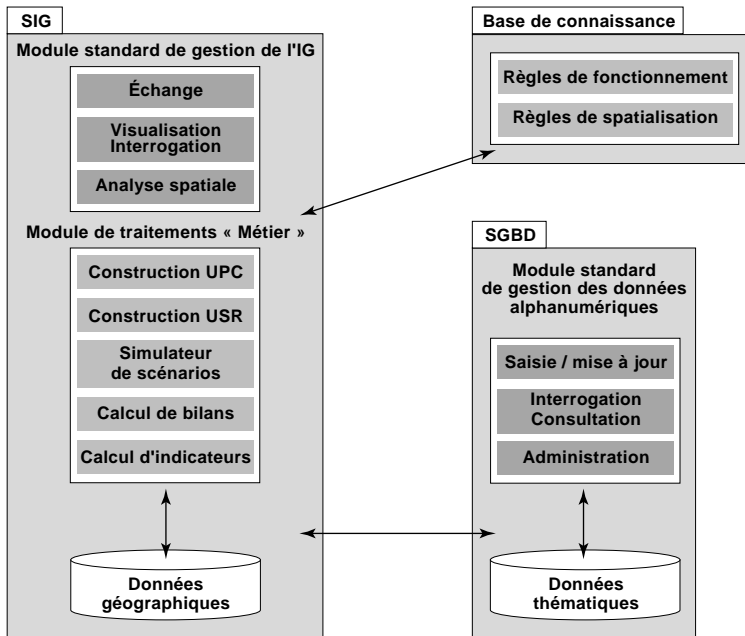 SIG
Module standard de gestion de l'IG
Échange
Visualisation
Interrogation
Analyse spatiale
Module de traitements « Métier »
Construction UPC
Construction USR
Simulateur
de scénarios
Calcul de bilans
Calcul d'indicateurs
Données
géographiques
Base de connaissance
Règles de fonctionnement
Règles de spatialisation
SGBD
Module standard
de gestion des données
alphanumériques
Saisie / mise à jour
Interrogation
Consultation
Administration
Données
thématiques